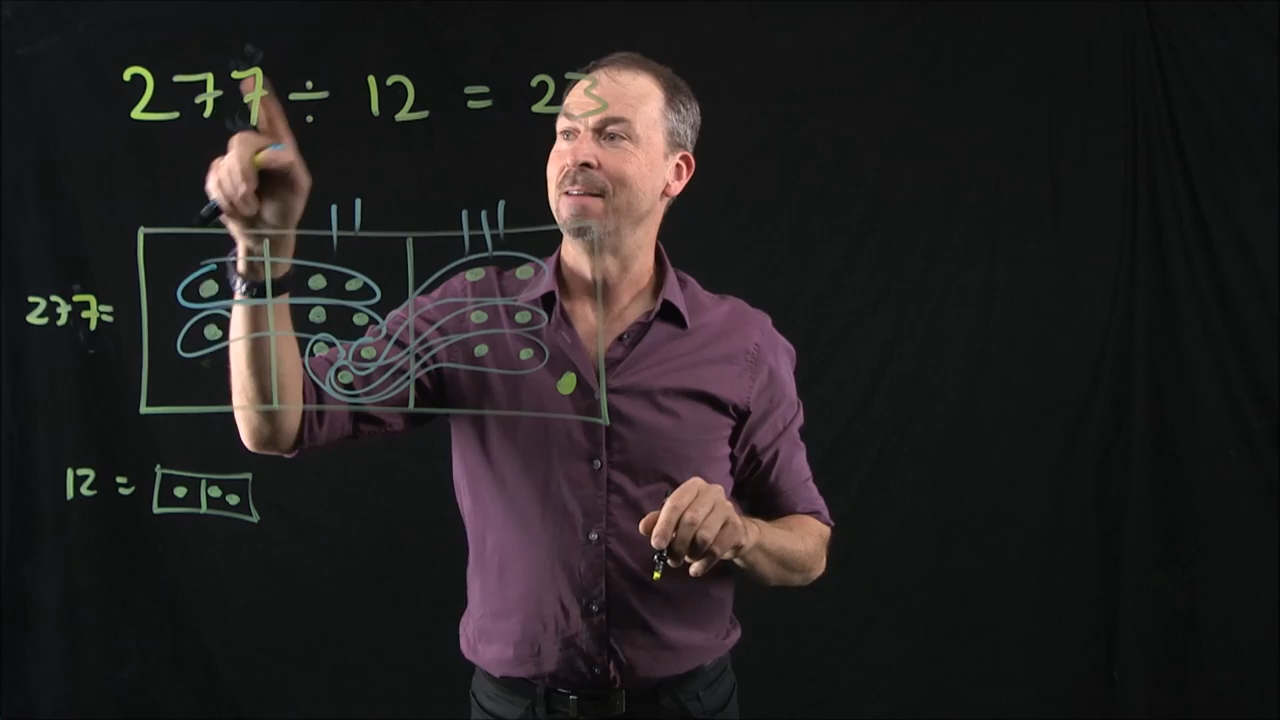 277 ÷ 12 = 23
277=
12 =